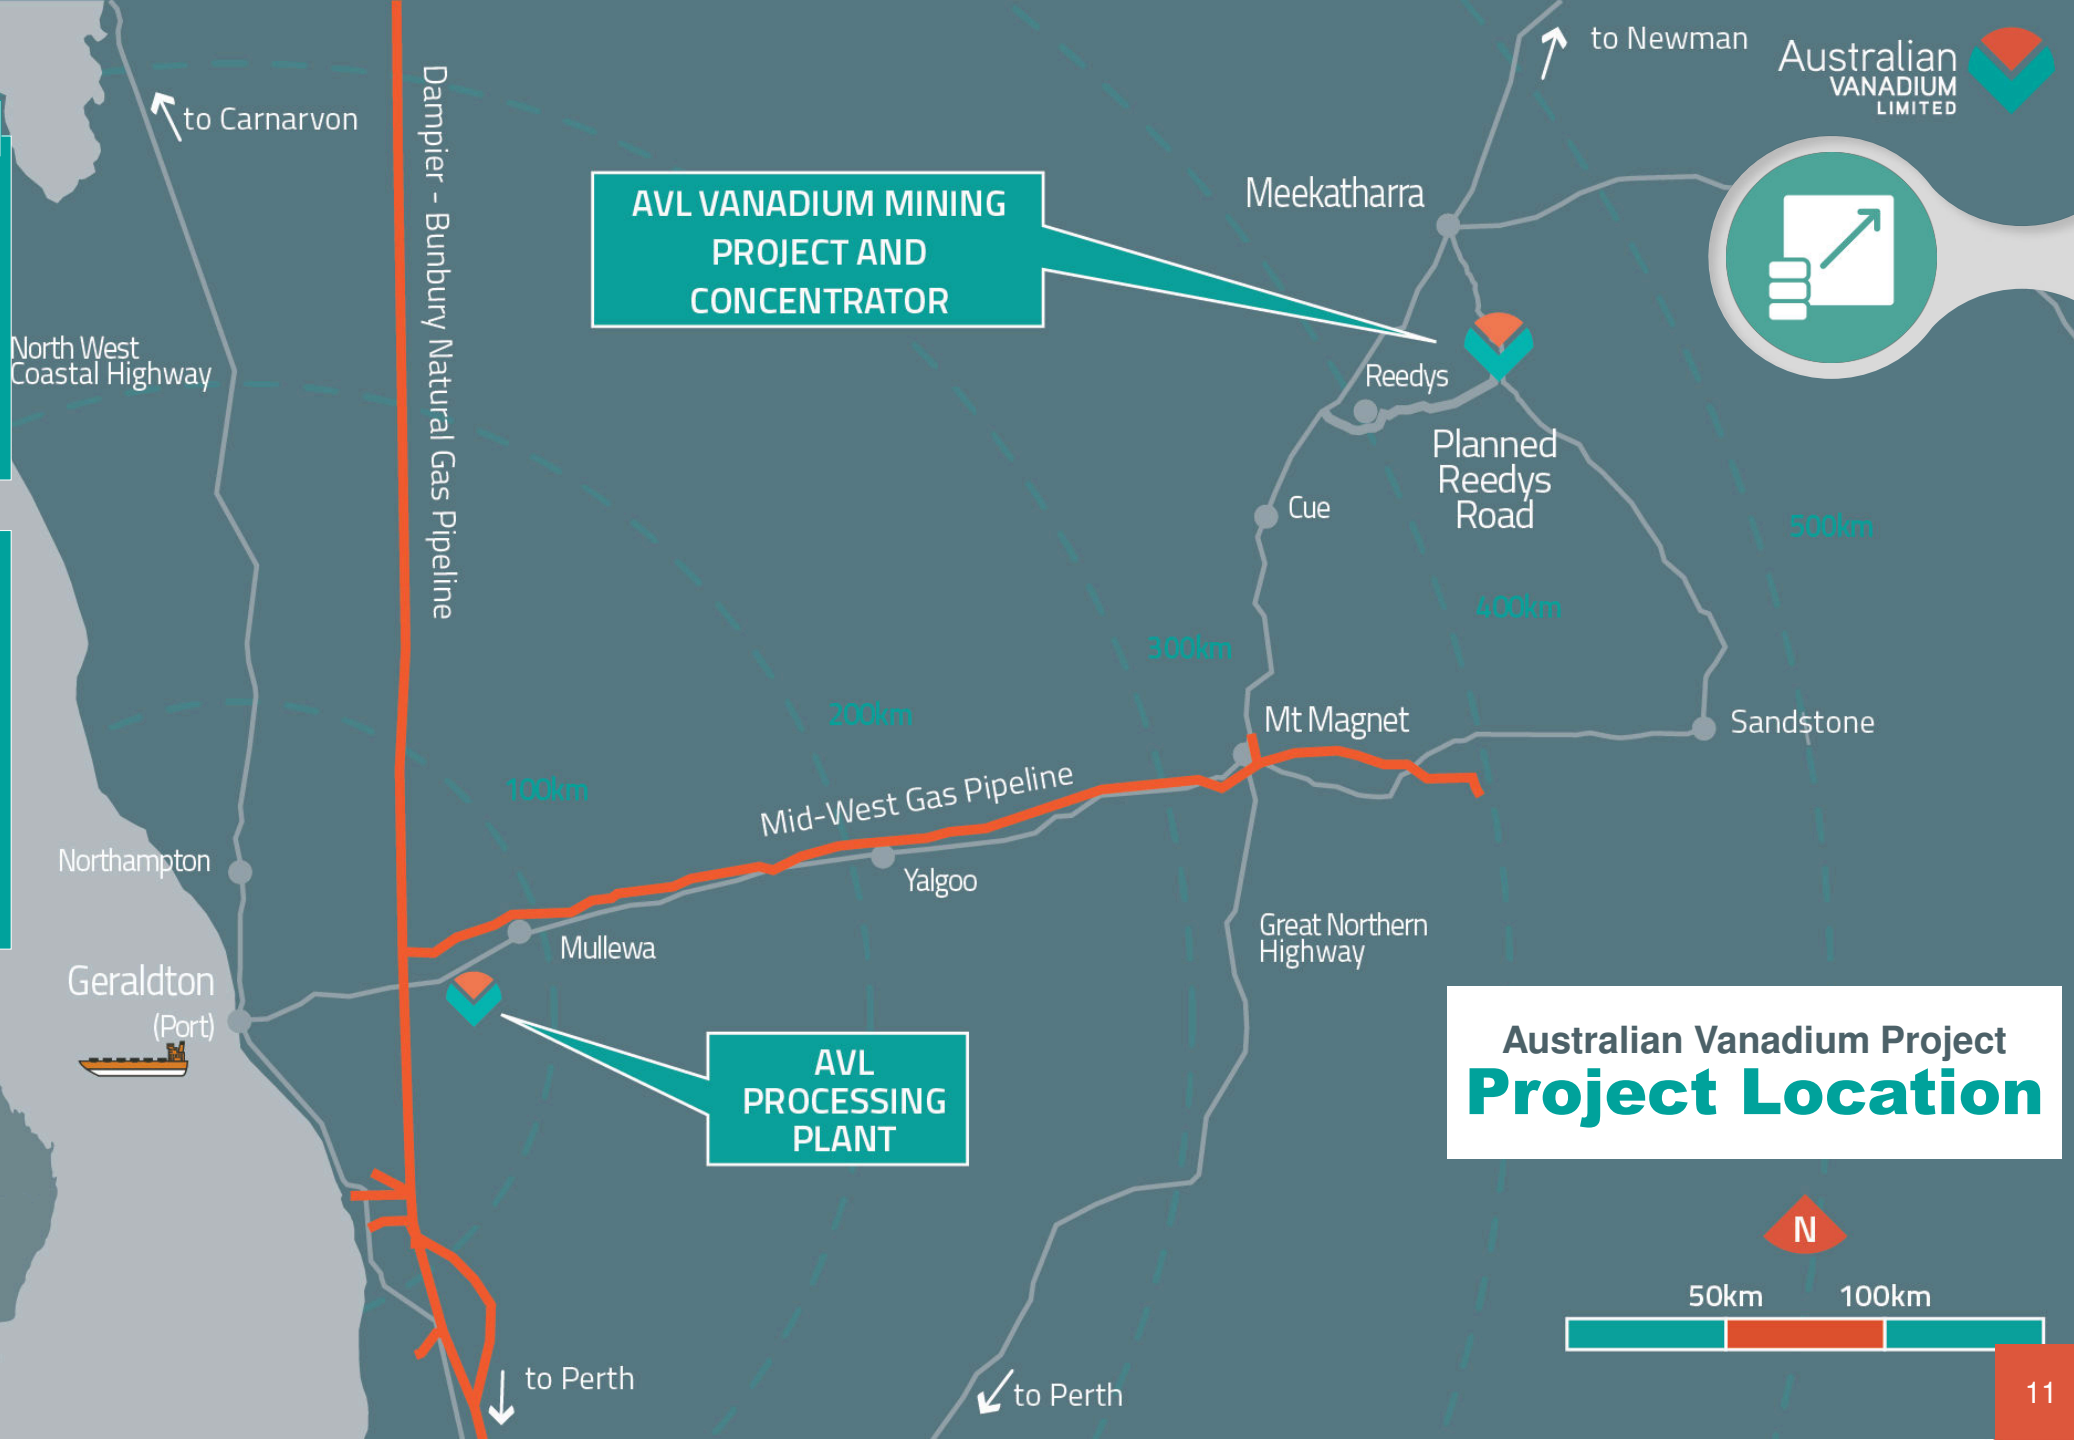 to Newman
Australian
VANADIUM
LIMITED
to Carnarvon
Dampier - Bunbury Natural Gas Pipeline
AVL VANADIUM MINING
PROJECT AND
CONCENTRATOR
Meekatharra
North West
Coastal Highway
Reedys
Planned
Reedys
Road
Cue
500km
400km
300km
200km
100km
Mt Magnet
Sandstone
Mid-West Gas Pipeline
Yalgoo
Northampton
Mullewa
Great Northern
Highway
Geraldton
(Port)
AVL
PROCESSING
PLANT
Australian Vanadium Project
Project Location
N
50km
100km
to Perth
to Perth
11